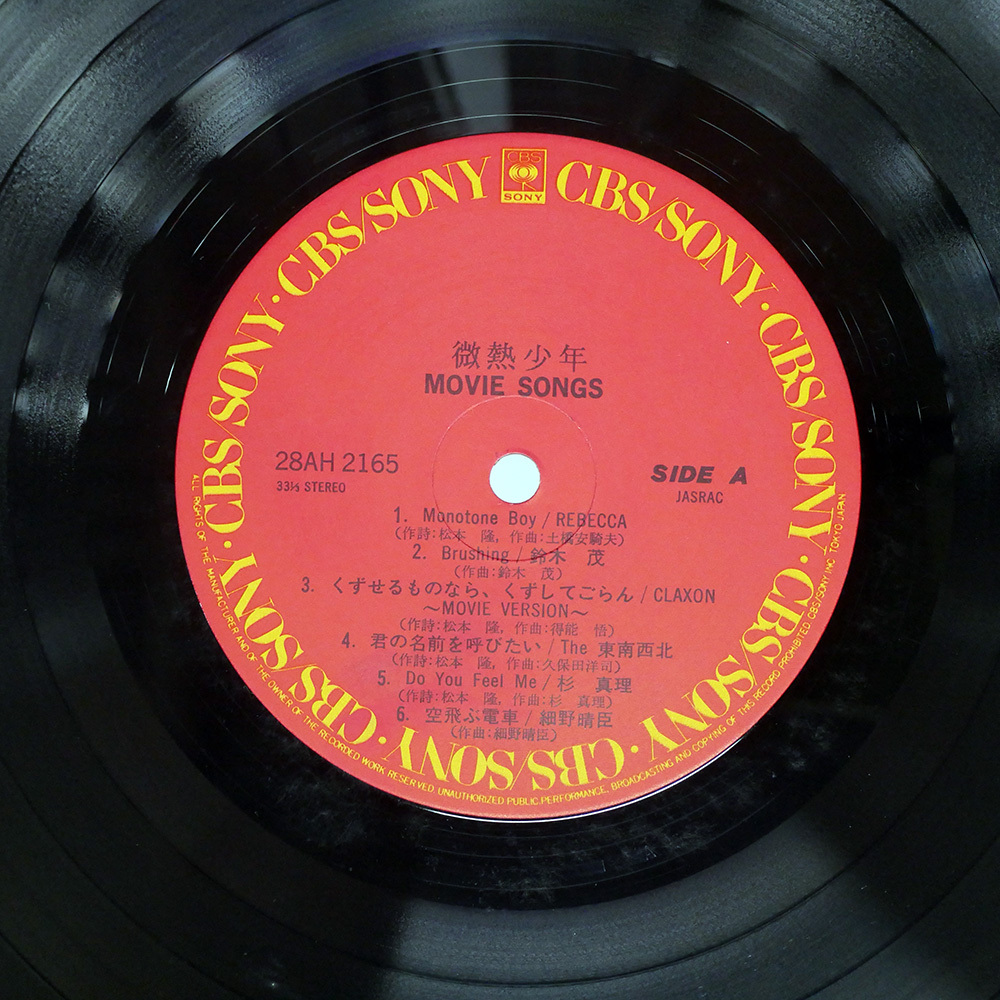 CBS
SONY
CBS/SONY · CBS/SONY · CBS/SONY · CBS/SONY · CBS/SONY · CBS/SONY · CBS/SONY · CBS/SONY
微熱少年
MOVIE SONGS
28AH 2165
33⅓ STEREO
SIDE A
JASRAC
1. Monotone Boy / REBECCA
(作詩:松本 隆, 作曲:土橋安騎夫)
2. Brushing / 鈴木 茂
(作曲:鈴木 茂)
3. くずせるものなら、くずしてごらん / CLAXON
~MOVIE VERSION~
(作詩:松本 隆, 作曲:得能 悟)
4. 君の名前を呼びたい / The 東南西北
(作詩:松本 隆, 作曲:久保田洋司)
5. Do You Feel Me / 杉 真理
(作詩:松本 隆, 作曲:杉 真理)
6. 空飛ぶ電車 / 細野晴臣
(作曲:細野晴臣)
ALL RIGHTS OF THE MANUFACTURER AND OF THE OWNER OF THE RECORDED WORK RESERVED. UNAUTHORIZED PUBLIC PERFORMANCE, BROADCASTING AND COPYING OF THIS RECORD PROHIBITED. CBS/SONY INC. TOKYO JAPAN